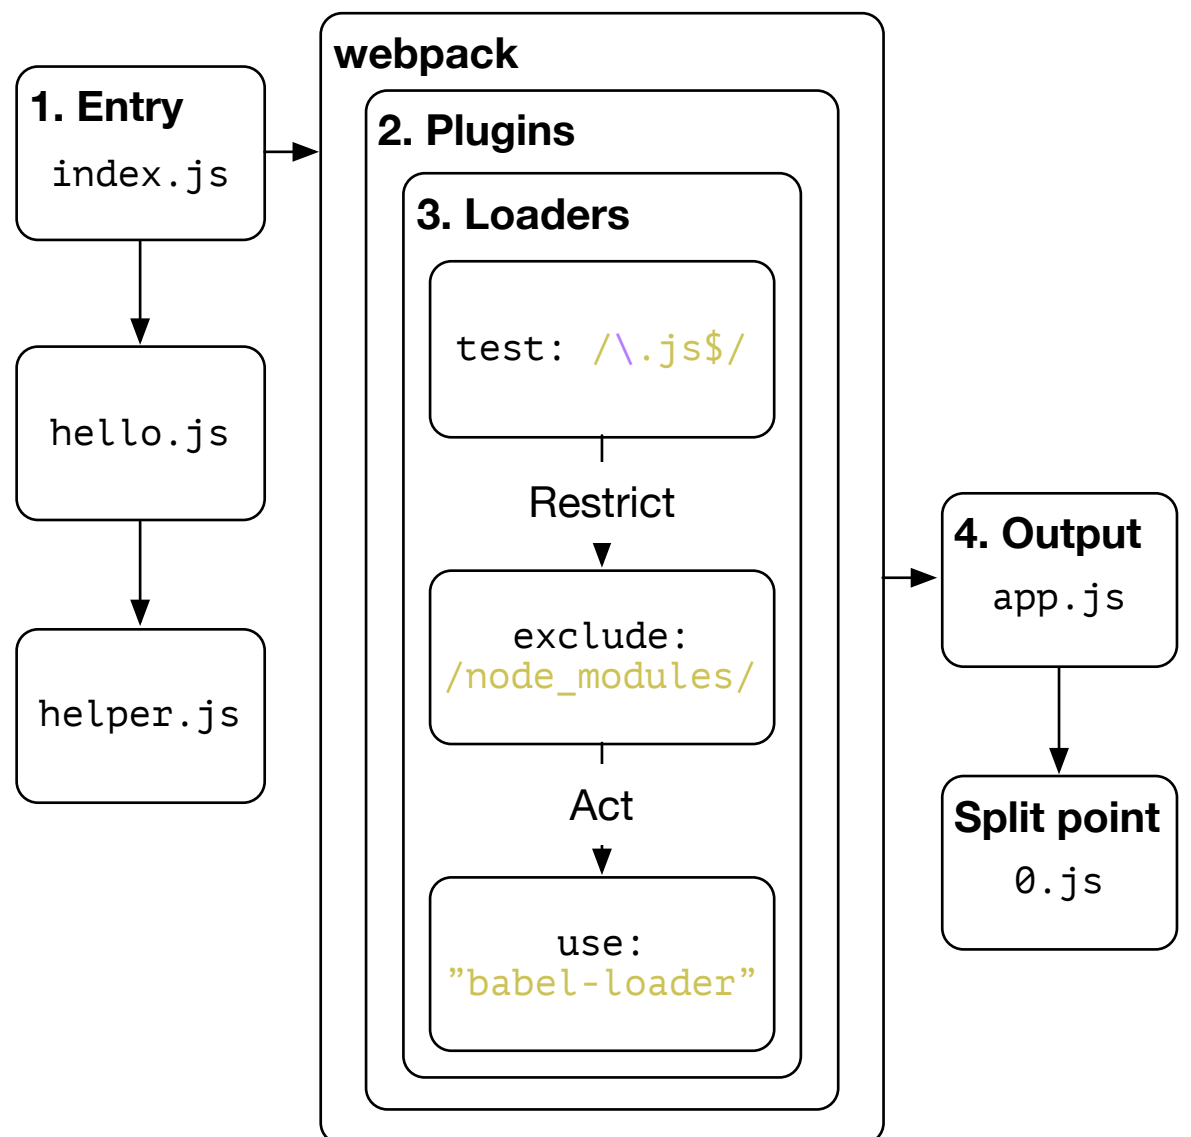 1. Entry
index.js
hello.js
helper.js
webpack
2. Plugins
3. Loaders
test: /\.js$/
Restrict
exclude:
/node_modules/
Act
use:
”babel-loader”
4. Output
app.js
Split point
0.js